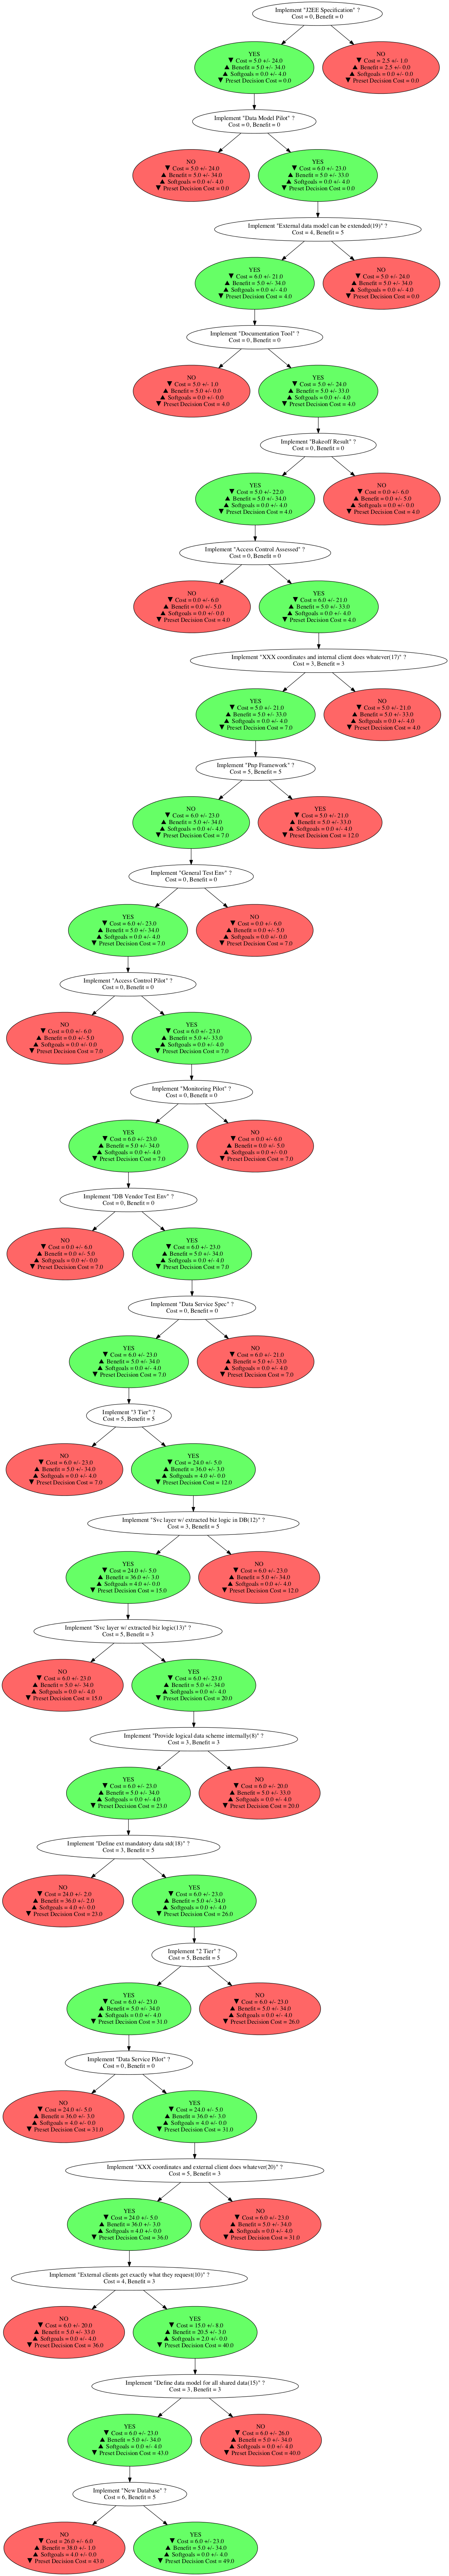 Implement "J2EE Specification" ?
Cost = 0, Benefit = 0
YES
▼ Cost = 5.0 +/- 24.0
▲ Benefit = 5.0 +/- 34.0
▲ Softgoals = 0.0 +/- 4.0
▼ Preset Decision Cost = 0.0
NO
▼ Cost = 2.5 +/- 1.0
▲ Benefit = 2.5 +/- 0.0
▲ Softgoals = 0.0 +/- 0.0
▼ Preset Decision Cost = 0.0
Implement "Data Model Pilot" ?
Cost = 0, Benefit = 0
NO
▼ Cost = 5.0 +/- 24.0
▲ Benefit = 5.0 +/- 34.0
▲ Softgoals = 0.0 +/- 4.0
▼ Preset Decision Cost = 0.0
YES
▼ Cost = 6.0 +/- 23.0
▲ Benefit = 5.0 +/- 33.0
▲ Softgoals = 0.0 +/- 4.0
▼ Preset Decision Cost = 0.0
Implement "External data model can be extended(19)" ?
Cost = 4, Benefit = 5
YES
▼ Cost = 6.0 +/- 21.0
▲ Benefit = 5.0 +/- 34.0
▲ Softgoals = 0.0 +/- 4.0
▼ Preset Decision Cost = 4.0
NO
▼ Cost = 5.0 +/- 24.0
▲ Benefit = 5.0 +/- 34.0
▲ Softgoals = 0.0 +/- 4.0
▼ Preset Decision Cost = 0.0
Implement "Documentation Tool" ?
Cost = 0, Benefit = 0
NO
▼ Cost = 5.0 +/- 1.0
▲ Benefit = 5.0 +/- 0.0
▲ Softgoals = 0.0 +/- 0.0
▼ Preset Decision Cost = 4.0
YES
▼ Cost = 5.0 +/- 24.0
▲ Benefit = 5.0 +/- 33.0
▲ Softgoals = 0.0 +/- 4.0
▼ Preset Decision Cost = 4.0
Implement "Bakeoff Result" ?
Cost = 0, Benefit = 0
YES
▼ Cost = 5.0 +/- 22.0
▲ Benefit = 5.0 +/- 34.0
▲ Softgoals = 0.0 +/- 4.0
▼ Preset Decision Cost = 4.0
NO
▼ Cost = 0.0 +/- 6.0
▲ Benefit = 0.0 +/- 5.0
▲ Softgoals = 0.0 +/- 0.0
▼ Preset Decision Cost = 4.0
Implement "Access Control Assessed" ?
Cost = 0, Benefit = 0
NO
▼ Cost = 0.0 +/- 6.0
▲ Benefit = 0.0 +/- 5.0
▲ Softgoals = 0.0 +/- 0.0
▼ Preset Decision Cost = 4.0
YES
▼ Cost = 6.0 +/- 21.0
▲ Benefit = 5.0 +/- 33.0
▲ Softgoals = 0.0 +/- 4.0
▼ Preset Decision Cost = 4.0
Implement "XXX coordinates and internal client does whatever(17)" ?
Cost = 3, Benefit = 3
YES
▼ Cost = 5.0 +/- 21.0
▲ Benefit = 5.0 +/- 33.0
▲ Softgoals = 0.0 +/- 4.0
▼ Preset Decision Cost = 7.0
NO
▼ Cost = 5.0 +/- 21.0
▲ Benefit = 5.0 +/- 33.0
▲ Softgoals = 0.0 +/- 4.0
▼ Preset Decision Cost = 4.0
Implement "Pnp Framework" ?
Cost = 5, Benefit = 5
NO
▼ Cost = 6.0 +/- 23.0
▲ Benefit = 5.0 +/- 34.0
▲ Softgoals = 0.0 +/- 4.0
▼ Preset Decision Cost = 7.0
YES
▼ Cost = 5.0 +/- 21.0
▲ Benefit = 5.0 +/- 33.0
▲ Softgoals = 0.0 +/- 4.0
▼ Preset Decision Cost = 12.0
Implement "General Test Env" ?
Cost = 0, Benefit = 0
YES
▼ Cost = 6.0 +/- 23.0
▲ Benefit = 5.0 +/- 34.0
▲ Softgoals = 0.0 +/- 4.0
▼ Preset Decision Cost = 7.0
NO
▼ Cost = 0.0 +/- 6.0
▲ Benefit = 0.0 +/- 5.0
▲ Softgoals = 0.0 +/- 0.0
▼ Preset Decision Cost = 7.0
Implement "Access Control Pilot" ?
Cost = 0, Benefit = 0
NO
▼ Cost = 0.0 +/- 6.0
▲ Benefit = 0.0 +/- 5.0
▲ Softgoals = 0.0 +/- 0.0
▼ Preset Decision Cost = 7.0
YES
▼ Cost = 6.0 +/- 23.0
▲ Benefit = 5.0 +/- 33.0
▲ Softgoals = 0.0 +/- 4.0
▼ Preset Decision Cost = 7.0
Implement "Monitoring Pilot" ?
Cost = 0, Benefit = 0
YES
▼ Cost = 6.0 +/- 23.0
▲ Benefit = 5.0 +/- 34.0
▲ Softgoals = 0.0 +/- 4.0
▼ Preset Decision Cost = 7.0
NO
▼ Cost = 0.0 +/- 6.0
▲ Benefit = 0.0 +/- 5.0
▲ Softgoals = 0.0 +/- 0.0
▼ Preset Decision Cost = 7.0
Implement "DB Vendor Test Env" ?
Cost = 0, Benefit = 0
NO
▼ Cost = 0.0 +/- 6.0
▲ Benefit = 0.0 +/- 5.0
▲ Softgoals = 0.0 +/- 0.0
▼ Preset Decision Cost = 7.0
YES
▼ Cost = 6.0 +/- 23.0
▲ Benefit = 5.0 +/- 34.0
▲ Softgoals = 0.0 +/- 4.0
▼ Preset Decision Cost = 7.0
Implement "Data Service Spec" ?
Cost = 0, Benefit = 0
YES
▼ Cost = 6.0 +/- 23.0
▲ Benefit = 5.0 +/- 34.0
▲ Softgoals = 0.0 +/- 4.0
▼ Preset Decision Cost = 7.0
NO
▼ Cost = 6.0 +/- 21.0
▲ Benefit = 5.0 +/- 33.0
▲ Softgoals = 0.0 +/- 4.0
▼ Preset Decision Cost = 7.0
Implement "3 Tier" ?
Cost = 5, Benefit = 5
NO
▼ Cost = 6.0 +/- 23.0
▲ Benefit = 5.0 +/- 34.0
▲ Softgoals = 0.0 +/- 4.0
▼ Preset Decision Cost = 7.0
YES
▼ Cost = 24.0 +/- 5.0
▲ Benefit = 36.0 +/- 3.0
▲ Softgoals = 4.0 +/- 0.0
▼ Preset Decision Cost = 12.0
Implement "Svc layer w/ extracted biz logic in DB(12)" ?
Cost = 3, Benefit = 5
YES
▼ Cost = 24.0 +/- 5.0
▲ Benefit = 36.0 +/- 3.0
▲ Softgoals = 4.0 +/- 0.0
▼ Preset Decision Cost = 15.0
NO
▼ Cost = 6.0 +/- 23.0
▲ Benefit = 5.0 +/- 34.0
▲ Softgoals = 0.0 +/- 4.0
▼ Preset Decision Cost = 12.0
Implement "Svc layer w/ extracted biz logic(13)" ?
Cost = 5, Benefit = 3
NO
▼ Cost = 6.0 +/- 23.0
▲ Benefit = 5.0 +/- 34.0
▲ Softgoals = 0.0 +/- 4.0
▼ Preset Decision Cost = 15.0
YES
▼ Cost = 6.0 +/- 23.0
▲ Benefit = 5.0 +/- 34.0
▲ Softgoals = 0.0 +/- 4.0
▼ Preset Decision Cost = 20.0
Implement "Provide logical data scheme internally(8)" ?
Cost = 3, Benefit = 3
YES
▼ Cost = 6.0 +/- 23.0
▲ Benefit = 5.0 +/- 34.0
▲ Softgoals = 0.0 +/- 4.0
▼ Preset Decision Cost = 23.0
NO
▼ Cost = 6.0 +/- 20.0
▲ Benefit = 5.0 +/- 33.0
▲ Softgoals = 0.0 +/- 4.0
▼ Preset Decision Cost = 20.0
Implement "Define ext mandatory data std(18)" ?
Cost = 3, Benefit = 5
NO
▼ Cost = 24.0 +/- 2.0
▲ Benefit = 36.0 +/- 2.0
▲ Softgoals = 4.0 +/- 0.0
▼ Preset Decision Cost = 23.0
YES
▼ Cost = 6.0 +/- 23.0
▲ Benefit = 5.0 +/- 34.0
▲ Softgoals = 0.0 +/- 4.0
▼ Preset Decision Cost = 26.0
Implement "2 Tier" ?
Cost = 5, Benefit = 5
YES
▼ Cost = 6.0 +/- 23.0
▲ Benefit = 5.0 +/- 34.0
▲ Softgoals = 0.0 +/- 4.0
▼ Preset Decision Cost = 31.0
NO
▼ Cost = 6.0 +/- 23.0
▲ Benefit = 5.0 +/- 34.0
▲ Softgoals = 0.0 +/- 4.0
▼ Preset Decision Cost = 26.0
Implement "Data Service Pilot" ?
Cost = 0, Benefit = 0
NO
▼ Cost = 24.0 +/- 5.0
▲ Benefit = 36.0 +/- 3.0
▲ Softgoals = 4.0 +/- 0.0
▼ Preset Decision Cost = 31.0
YES
▼ Cost = 24.0 +/- 5.0
▲ Benefit = 36.0 +/- 3.0
▲ Softgoals = 4.0 +/- 0.0
▼ Preset Decision Cost = 31.0
Implement "XXX coordinates and external client does whatever(20)" ?
Cost = 5, Benefit = 3
YES
▼ Cost = 24.0 +/- 5.0
▲ Benefit = 36.0 +/- 3.0
▲ Softgoals = 4.0 +/- 0.0
▼ Preset Decision Cost = 36.0
NO
▼ Cost = 6.0 +/- 23.0
▲ Benefit = 5.0 +/- 34.0
▲ Softgoals = 0.0 +/- 4.0
▼ Preset Decision Cost = 31.0
Implement "External clients get exactly what they request(10)" ?
Cost = 4, Benefit = 3
NO
▼ Cost = 6.0 +/- 20.0
▲ Benefit = 5.0 +/- 33.0
▲ Softgoals = 0.0 +/- 4.0
▼ Preset Decision Cost = 36.0
YES
▼ Cost = 15.0 +/- 8.0
▲ Benefit = 20.5 +/- 3.0
▲ Softgoals = 2.0 +/- 0.0
▼ Preset Decision Cost = 40.0
Implement "Define data model for all shared data(15)" ?
Cost = 3, Benefit = 3
YES
▼ Cost = 6.0 +/- 23.0
▲ Benefit = 5.0 +/- 34.0
▲ Softgoals = 0.0 +/- 4.0
▼ Preset Decision Cost = 43.0
NO
▼ Cost = 6.0 +/- 26.0
▲ Benefit = 5.0 +/- 34.0
▲ Softgoals = 0.0 +/- 4.0
▼ Preset Decision Cost = 40.0
Implement "New Database" ?
Cost = 6, Benefit = 5
NO
▼ Cost = 26.0 +/- 6.0
▲ Benefit = 38.0 +/- 1.0
▲ Softgoals = 4.0 +/- 0.0
▼ Preset Decision Cost = 43.0
YES
▼ Cost = 6.0 +/- 23.0
▲ Benefit = 5.0 +/- 34.0
▲ Softgoals = 0.0 +/- 4.0
▼ Preset Decision Cost = 49.0